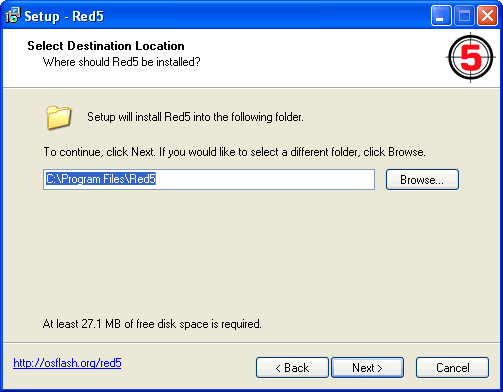 Setup - Red5
Select Destination Location
Where should Red5 be installed?
5
Setup will install Red5 into the following folder.
To continue, click Next. If you would like to select a different folder, click Browse.
C:\Program Files\Red5
Browse...
At least 27.1 MB of free disk space is required.
http://osflash.org/red5
< Back
Next >
Cancel